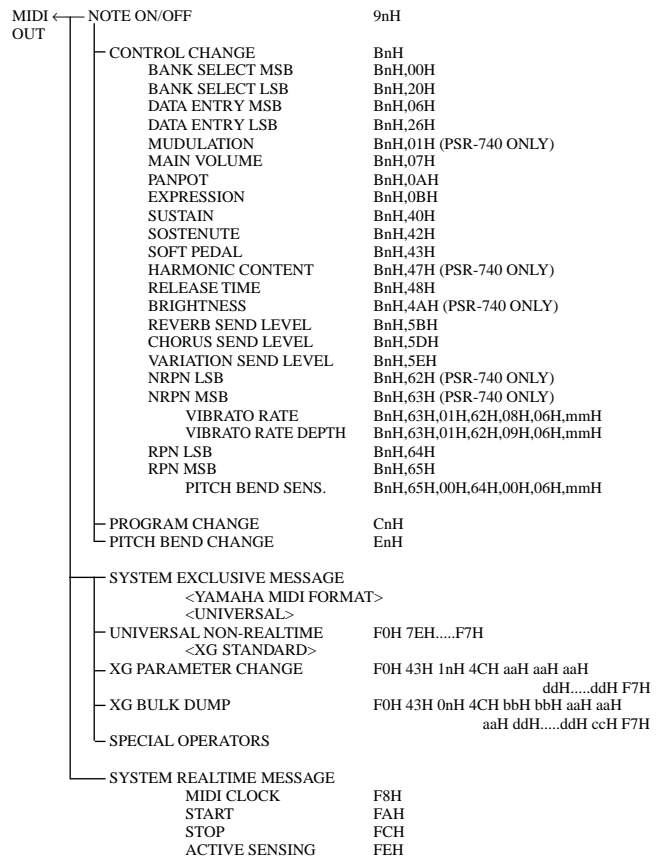 MIDI ← NOTE ON/OFF 9nH
OUT
CONTROL CHANGE BnH
BANK SELECT MSB BnH,00H
BANK SELECT LSB BnH,20H
DATA ENTRY MSB BnH,06H
DATA ENTRY LSB BnH,26H
MUDULATION BnH,01H (PSR-740 ONLY)
MAIN VOLUME BnH,07H
PANPOT BnH,0AH
EXPRESSION BnH,0BH
SUSTAIN BnH,40H
SOSTENUTE BnH,42H
SOFT PEDAL BnH,43H
HARMONIC CONTENT BnH,47H (PSR-740 ONLY)
RELEASE TIME BnH,48H
BRIGHTNESS BnH,4AH (PSR-740 ONLY)
REVERB SEND LEVEL BnH,5BH
CHORUS SEND LEVEL BnH,5DH
VARIATION SEND LEVEL BnH,5EH
NRPN LSB BnH,62H (PSR-740 ONLY)
NRPN MSB BnH,63H (PSR-740 ONLY)
VIBRATO RATE BnH,63H,01H,62H,08H,06H,mmH
VIBRATO RATE DEPTH BnH,63H,01H,62H,09H,06H,mmH
RPN LSB BnH,64H
RPN MSB BnH,65H
PITCH BEND SENS. BnH,65H,00H,64H,00H,06H,mmH
PROGRAM CHANGE CnH
PITCH BEND CHANGE EnH
SYSTEM EXCLUSIVE MESSAGE
<YAMAHA MIDI FORMAT>
<UNIVERSAL>
UNIVERSAL NON-REALTIME F0H 7EH.....F7H
<XG STANDARD>
XG PARAMETER CHANGE F0H 43H 1nH 4CH aaH aaH aaH
ddH.....ddH F7H
XG BULK DUMP F0H 43H 0nH 4CH bbH bbH aaH aaH
aaH ddH.....ddH ccH F7H
SPECIAL OPERATORS
SYSTEM REALTIME MESSAGE
MIDI CLOCK F8H
START FAH
STOP FCH
ACTIVE SENSING FEH